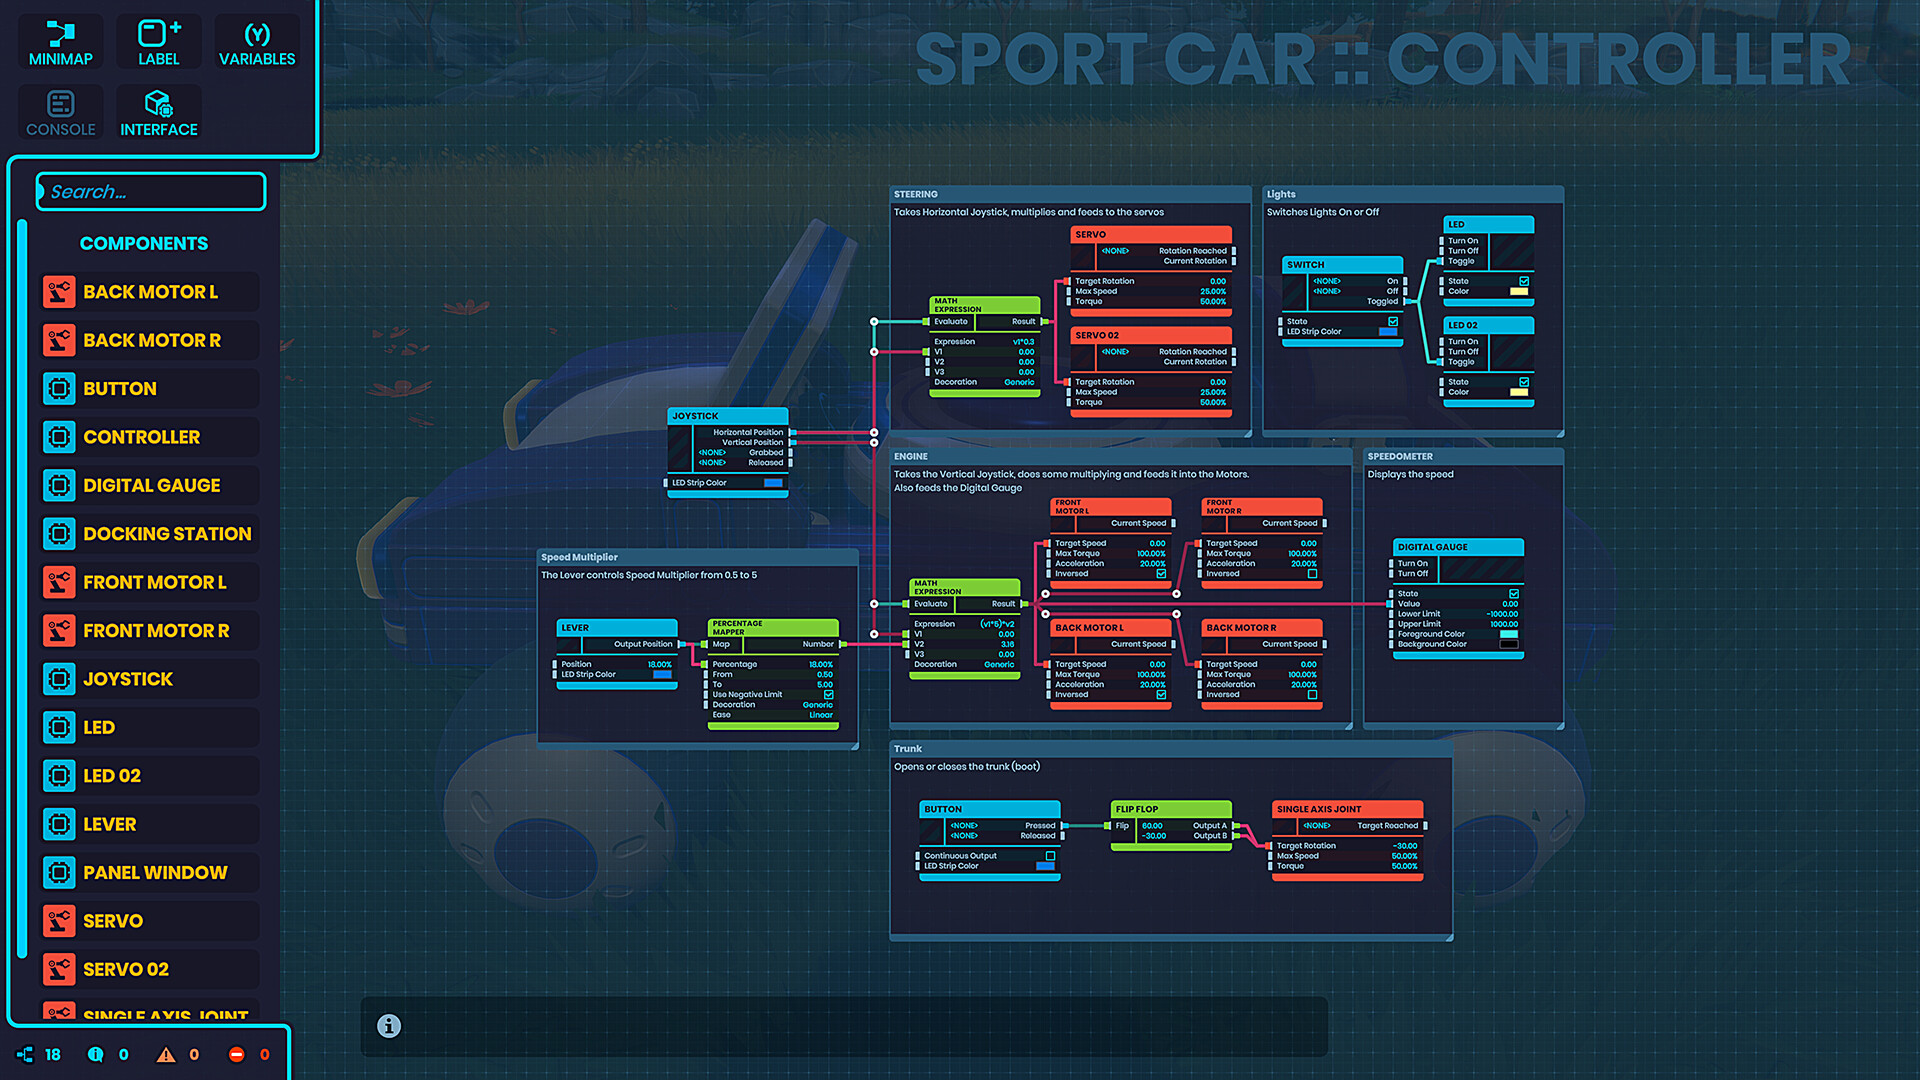 SPORT CAR :: CONTROLLER
MINIMAP
LABEL
VARIABLES
CONSOLE
INTERFACE
Search...
COMPONENTS
BACK MOTOR L
BACK MOTOR R
BUTTON
CONTROLLER
DIGITAL GAUGE
DOCKING STATION
FRONT MOTOR L
FRONT MOTOR R
JOYSTICK
LED
LED 02
LEVER
PANEL WINDOW
SERVO
SERVO 02
SINGLE AXIS JOINT
18
0
0
0
JOYSTICK
Horizontal Position
Vertical Position
<NONE> Grabbed
<NONE> Released
LED Strip Color
Speed Multiplier
The Lever controls Speed Multiplier from 0.5 to 5
LEVER
Output Position
Position 18.00%
LED Strip Color
PERCENTAGE
MAPPER
Map Number
Percentage 18.00%
From 0.50
To 5.00
Use Negative Limit
Decoration Generic
Ease Linear
STEERING
Takes Horizontal Joystick, multiplies and feeds to the servos
MATH
EXPRESSION
Evaluate Result
Expression v1*0.3
V1 0.00
V2 0.00
V3 0.00
Decoration Generic
SERVO
<NONE> Rotation Reached
Current Rotation
Target Rotation 0.00
Max Speed 25.00%
Torque 50.00%
SERVO 02
<NONE> Rotation Reached
Current Rotation
Target Rotation 0.00
Max Speed 25.00%
Torque 50.00%
Lights
Switches Lights On or Off
SWITCH
<NONE> On
<NONE> Off
Toggled
State
LED Strip Color
LED
Turn On
Turn Off
Toggle
State
Color
LED 02
Turn On
Turn Off
Toggle
State
Color
ENGINE
Takes the Vertical Joystick, does some multiplying and feeds it into the Motors.
Also feeds the Digital Gauge
MATH
EXPRESSION
Evaluate Result
Expression (v1*5)*v2
V1 0.00
V2 3.16
V3 0.00
Decoration Generic
FRONT
MOTOR L
Current Speed
Target Speed 0.00
Max Torque 100.00%
Acceleration 20.00%
Inversed
FRONT
MOTOR R
Current Speed
Target Speed 0.00
Max Torque 100.00%
Acceleration 20.00%
Inversed
BACK MOTOR L
Current Speed
Target Speed 0.00
Max Torque 100.00%
Acceleration 20.00%
Inversed
BACK MOTOR R
Current Speed
Target Speed 0.00
Max Torque 100.00%
Acceleration 20.00%
Inversed
SPEEDOMETER
Displays the speed
DIGITAL GAUGE
Turn On
Turn Off
State
Value 0.00
Lower Limit -1000.00
Upper Limit 1000.00
Foreground Color
Background Color
Trunk
Opens or closes the trunk (boot)
BUTTON
<NONE> Pressed
<NONE> Released
Continuous Output
LED Strip Color
FLIP FLOP
Flip 60.00 Output A
-30.00 Output B
SINGLE AXIS JOINT
<NONE> Target Reached
Target Rotation -30.00
Max Speed 50.00%
Torque 50.00%